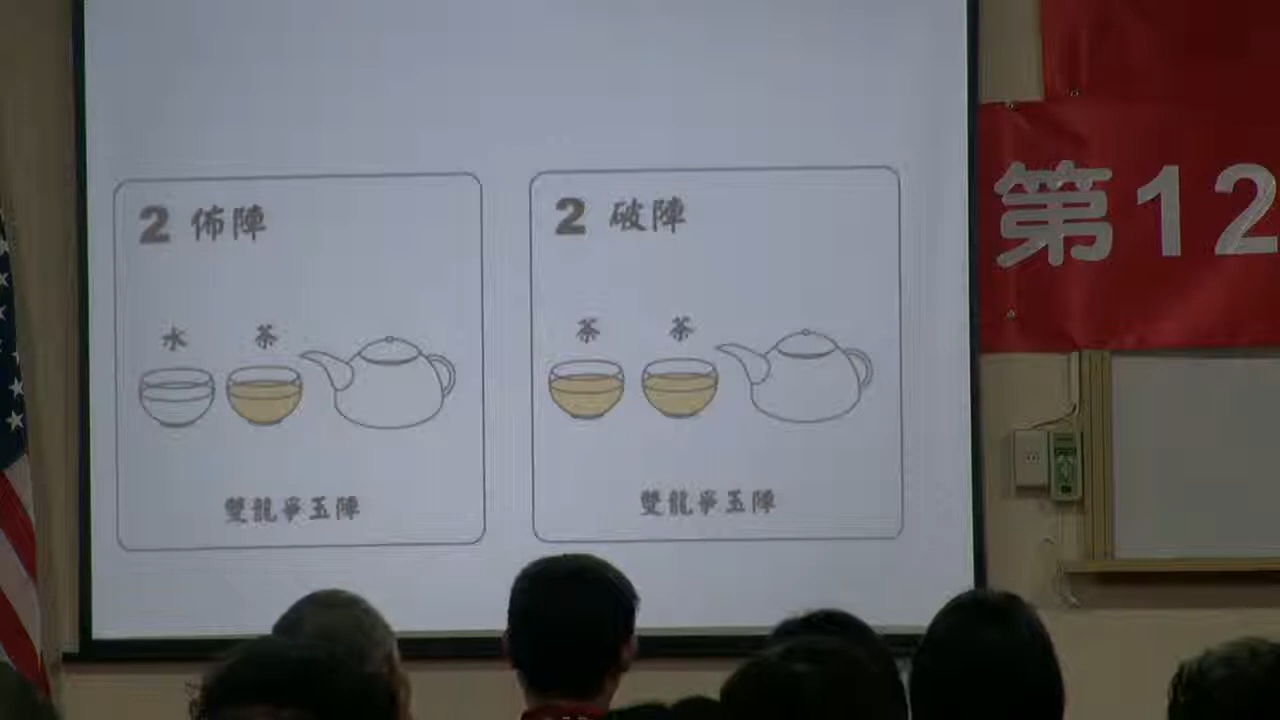 2 佈陣
水 茶
雙龍爭玉陣
2 破陣
茶 茶
雙龍爭玉陣
第12